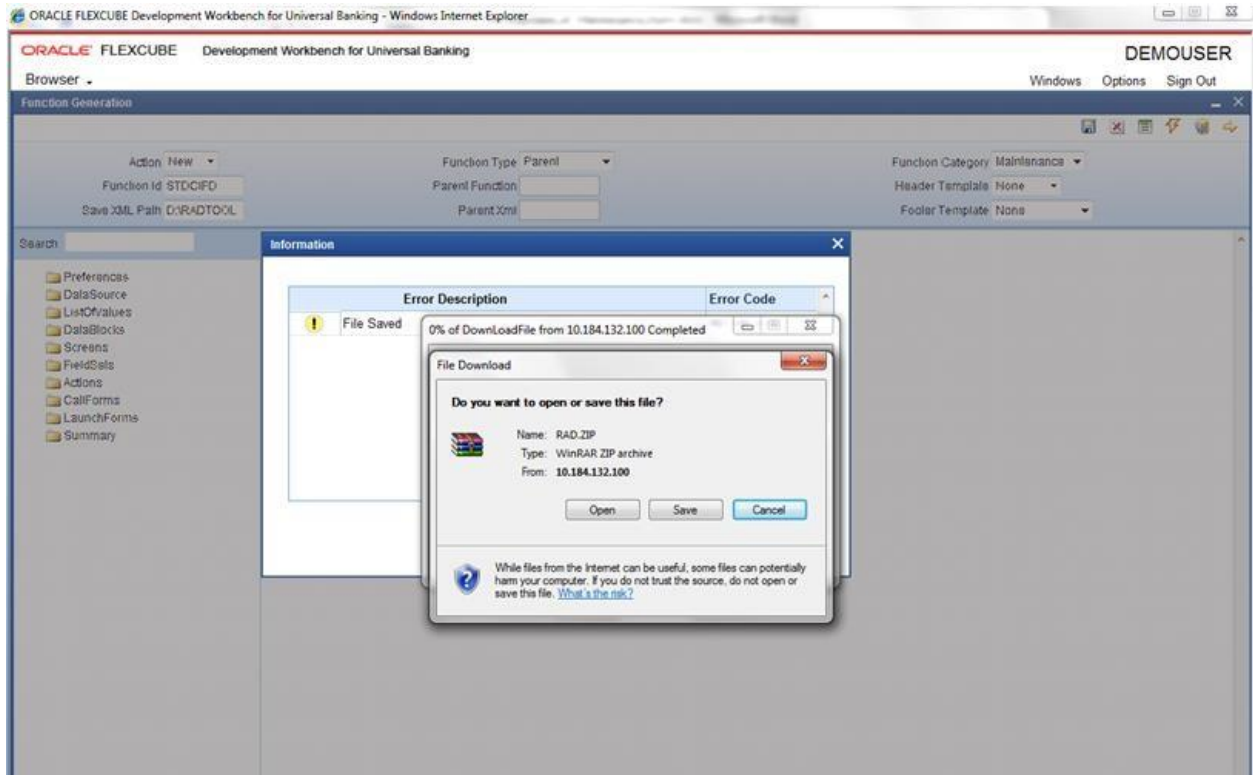 ORACLE FLEXCUBE Development Workbench for Universal Banking - Windows Internet Explorer
ORACLE FLEXCUBE Development Workbench for Universal Banking
DEMOUSER
Browser
Windows Options Sign Out
Function Generation
Action New Function Type Parent Function Category Maintenance
Function Id STDCIFD Parent Function Header Template None
Save XML Path D:\RADTOOL Parent Xml Footer Template None
Search
Preferences
DataSource
ListOfValues
DataBlocks
Screens
FieldSets
Actions
CallForms
LaunchForms
Summary
Information
Error Description Error Code
File Saved
0% of DownLoadFile from 10.184.132.100 Completed
File Download
Do you want to open or save this file?
Name: RAD.ZIP
Type: WinRAR ZIP archive
From: 10.184.132.100
Open Save Cancel
While files from the Internet can be useful, some files can potentially
harm your computer. If you do not trust the source, do not open or
save this file. What's the risk?